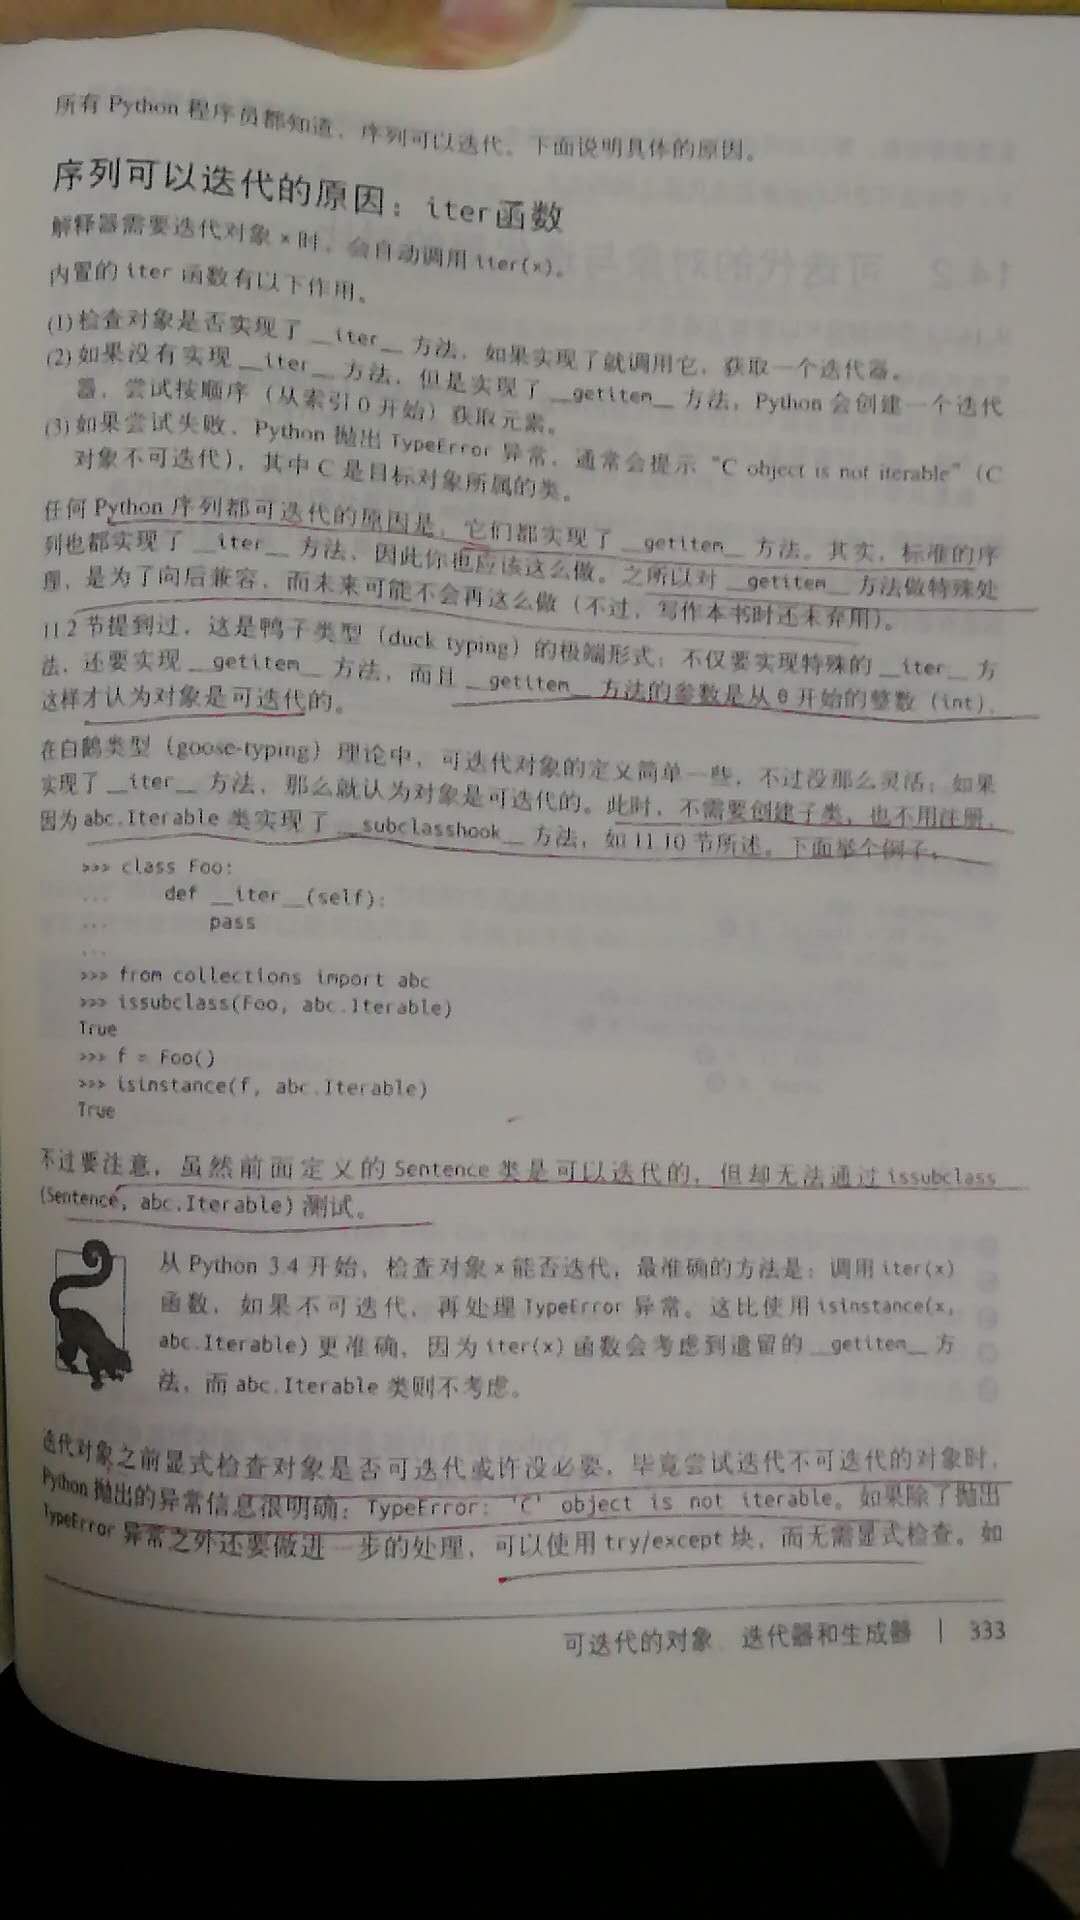 所有 Python 程序员都知道，序列可以迭代。下面说明具体的原因。
序列可以迭代的原因：iter函数
解释器需要迭代对象 x 时，会自动调用 iter(x)。
内置的 iter 函数有以下作用。
(1) 检查对象是否实现了 __iter__ 方法，如果实现了就调用它，获取一个迭代器。
(2) 如果没有实现 __iter__ 方法，但是实现了 __getitem__ 方法，Python 会创建一个迭代
器，尝试按顺序（从索引 0 开始）获取元素。
(3) 如果尝试失败，Python 抛出 TypeError 异常，通常会提示“C object is not iterable”（C
对象不可迭代），其中 C 是目标对象所属的类。
任何 Python 序列都可迭代的原因是，它们都实现了 __getitem__ 方法。其实，标准的序
列也都实现了 __iter__ 方法，因此你也应该这么做。之所以对 __getitem__ 方法做特殊处
理，是为了向后兼容，而未来可能不会再这么做（不过，写作本书时还未弃用）。
11.2 节提到过，这是鸭子类型（duck typing）的极端形式：不仅要实现特殊的 __iter__ 方
法，还要实现 __getitem__ 方法，而且 __getitem__ 方法的参数是从 0 开始的整数（int），
这样才认为对象是可迭代的。
在白鹅类型（goose-typing）理论中，可迭代对象的定义简单一些，不过没那么灵活：如果
实现了 __iter__ 方法，那么就认为对象是可迭代的。此时，不需要创建子类，也不用注册，
因为 abc.Iterable 类实现了 __subclasshook__ 方法，如 11.10 节所述。下面举个例子：
>>> class Foo:
... def __iter__(self):
... pass
...
>>> from collections import abc
>>> issubclass(Foo, abc.Iterable)
True
>>> f = Foo()
>>> isinstance(f, abc.Iterable)
True
不过要注意，虽然前面定义的 Sentence 类是可以迭代的，但却无法通过 issubclass
(Sentence, abc.Iterable) 测试。
从 Python 3.4 开始，检查对象 x 能否迭代，最准确的方法是：调用 iter(x)
函数，如果不可迭代，再处理 TypeError 异常。这比使用 isinstance(x,
abc.Iterable) 更准确，因为 iter(x) 函数会考虑到遗留的 __getitem__ 方
法，而 abc.Iterable 类则不考虑。
迭代对象之前显式检查对象是否可迭代或许没必要，毕竟尝试迭代不可迭代的对象时，
Python 抛出的异常信息很明确：TypeError: 'C' object is not iterable。如果除了抛出
TypeError 异常之外还要做进一步的处理，可以使用 try/except 块，而无需显式检查。如
可迭代的对象、迭代器和生成器 | 333